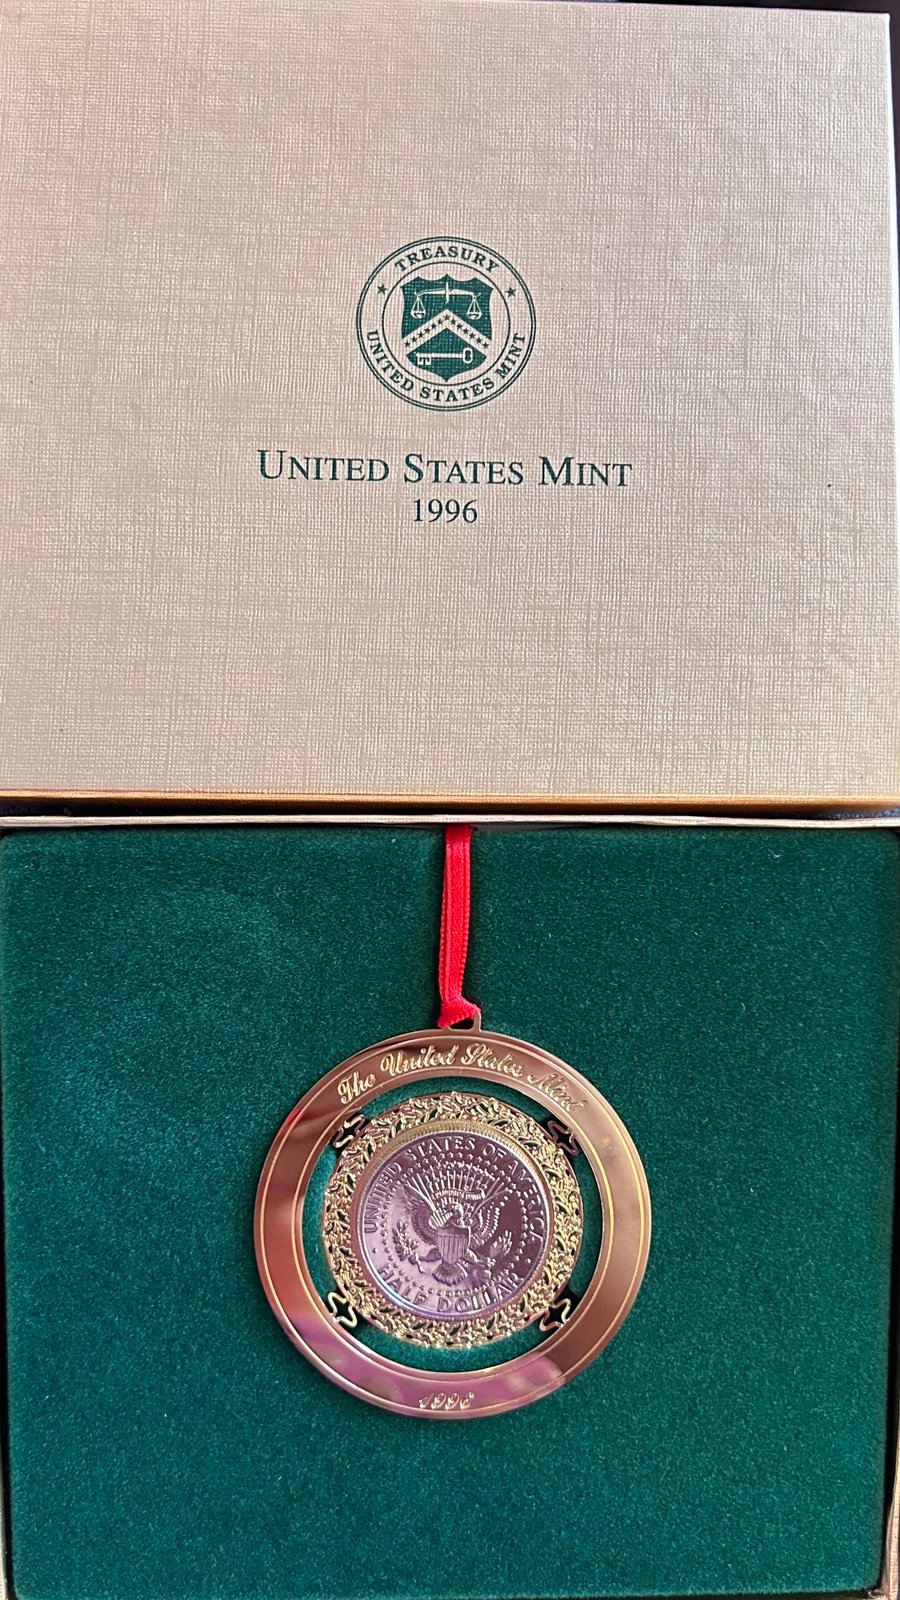 TREASURY
UNITED STATES MINT
UNITED STATES MINT
1996
The United States Mint
UNITED STATES OF AMERICA
HALF DOLLAR
1996